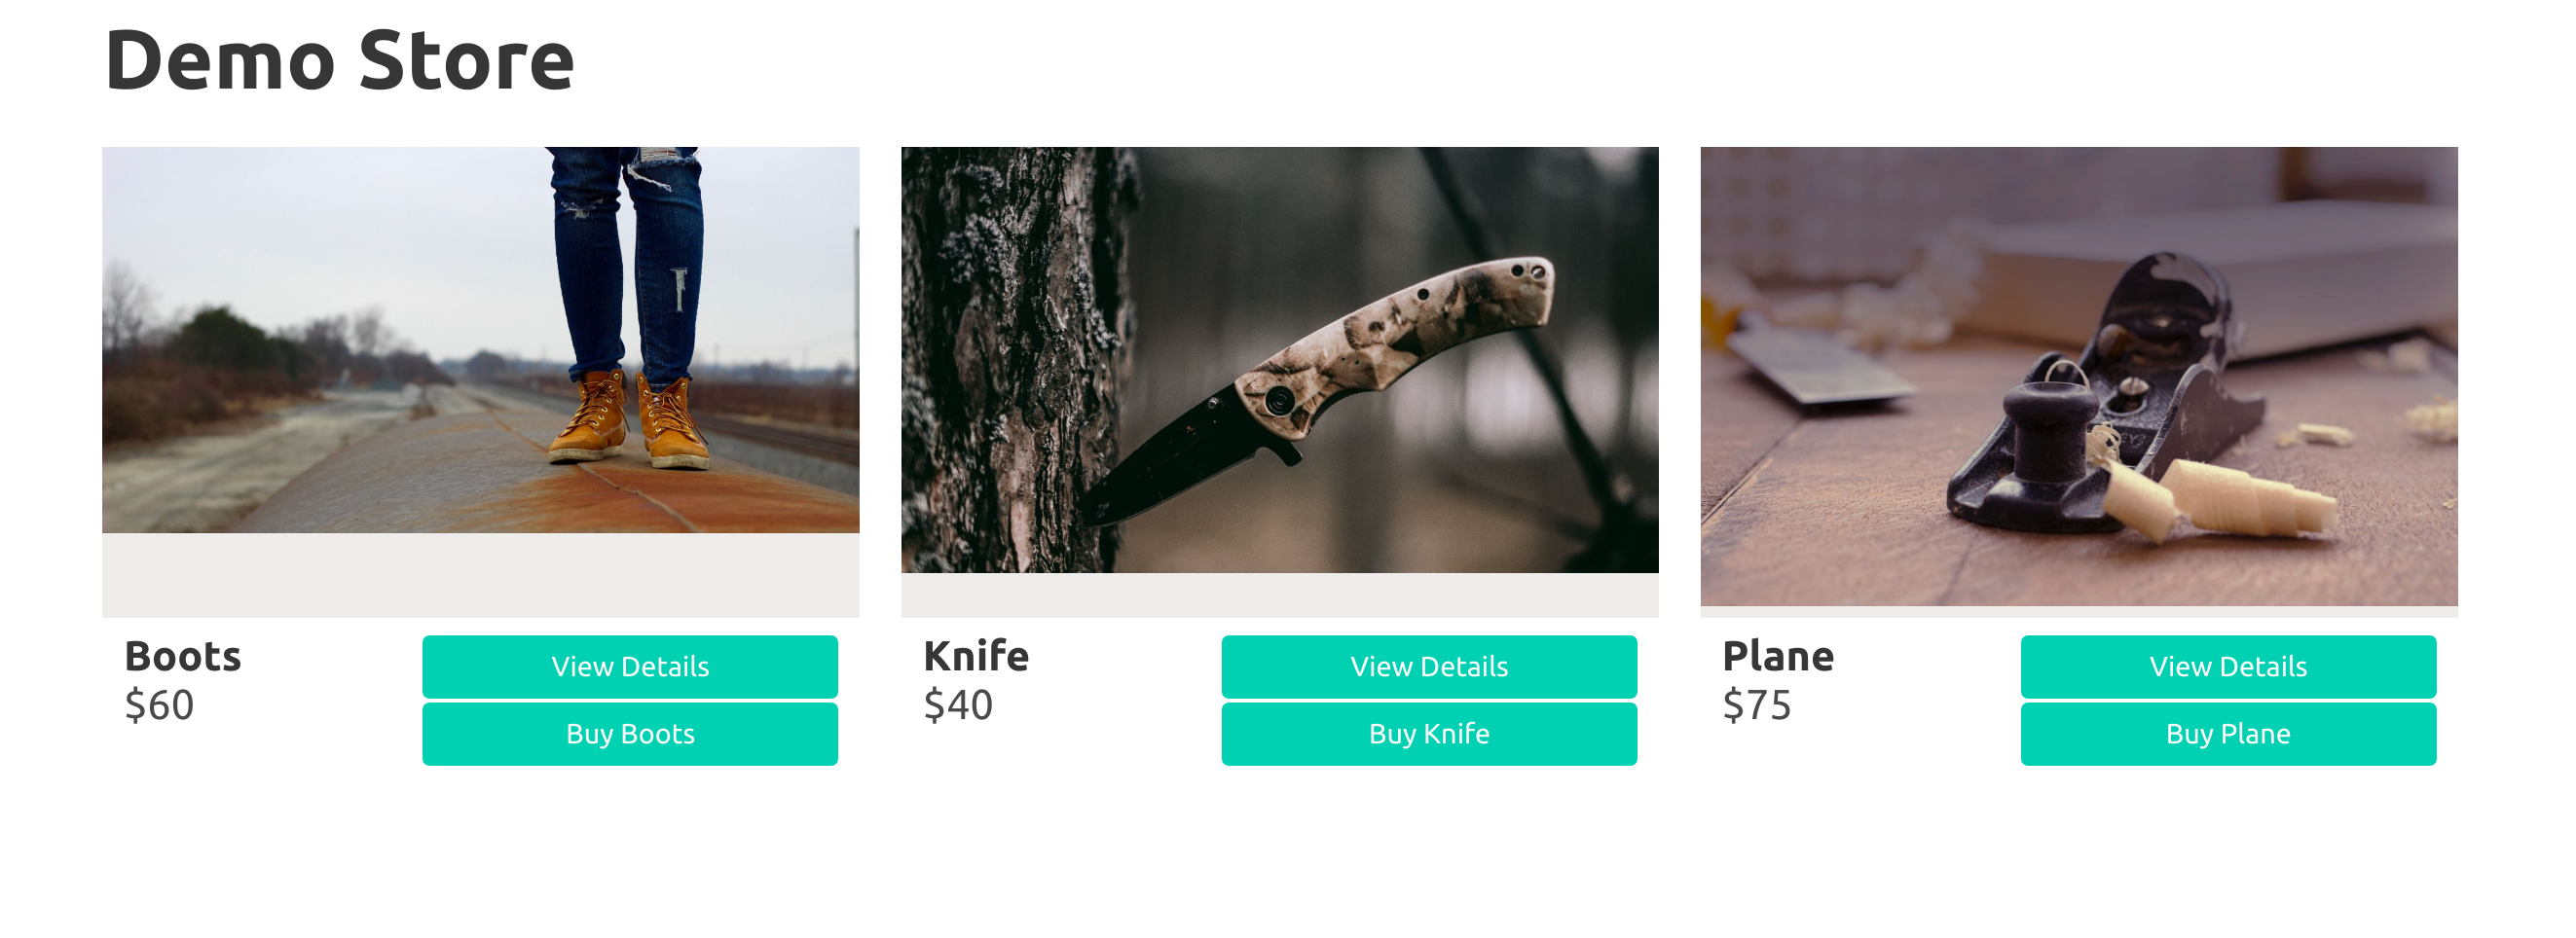 Demo Store
Boots
$60
View Details
Buy Boots
Knife
$40
View Details
Buy Knife
Plane
$75
View Details
Buy Plane